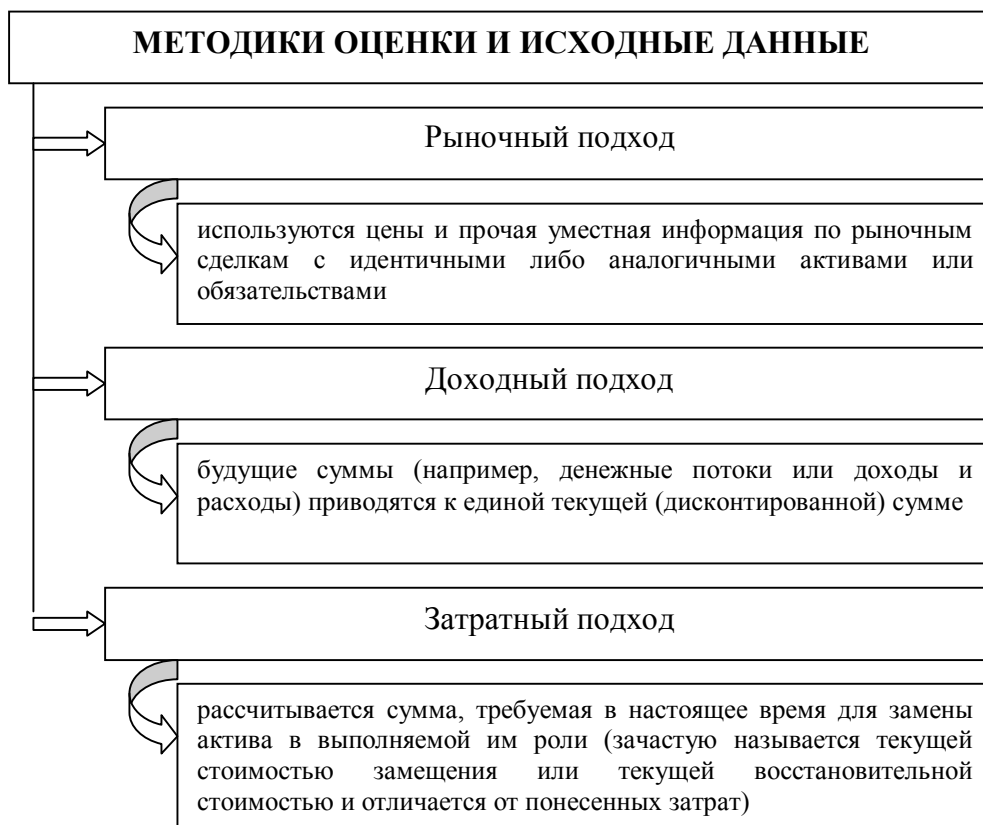 МЕТОДИКИ ОЦЕНКИ И ИСХОДНЫЕ ДАННЫЕ
Рыночный подход
используются цены и прочая уместная информация по рыночным
сделкам с идентичными либо аналогичными активами или
обязательствами
Доходный подход
будущие суммы (например, денежные потоки или доходы и
расходы) приводятся к единой текущей (дисконтированной) сумме
Затратный подход
рассчитывается сумма, требуемая в настоящее время для замены
актива в выполняемой им роли (зачастую называется текущей
стоимостью замещения или текущей восстановительной
стоимостью и отличается от понесенных затрат)